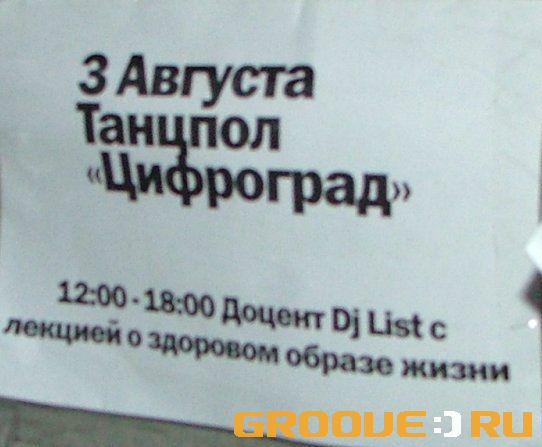 3 Августа
Танцпол
«Цифроград»
12:00 - 18:00 Доцент Dj List с
лекцией о здоровом образе жизни
GROOVE:) RU